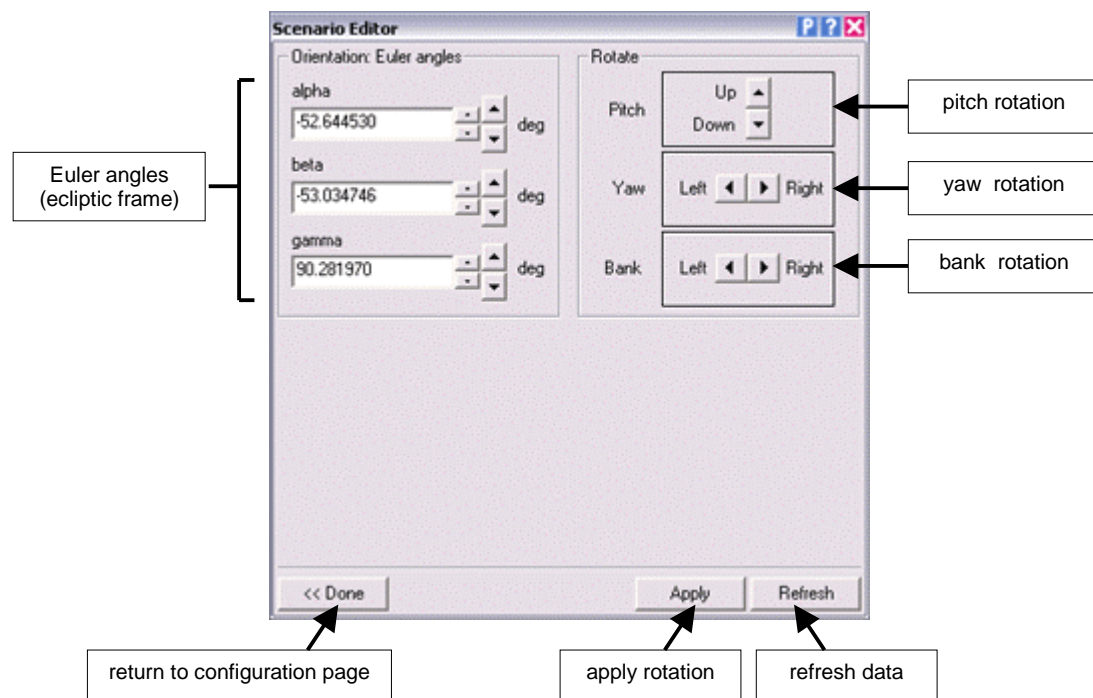 Scenario Editor
P ? X
Orientation: Euler angles
alpha
-52.644530
deg
beta
-53.034746
deg
gamma
90.281970
deg
Rotate
Pitch
Up
Down
Yaw
Left
Right
Bank
Left
Right
<< Done
Apply
Refresh
Euler angles
(ecliptic frame)
pitch rotation
yaw rotation
bank rotation
return to configuration page
apply rotation
refresh data